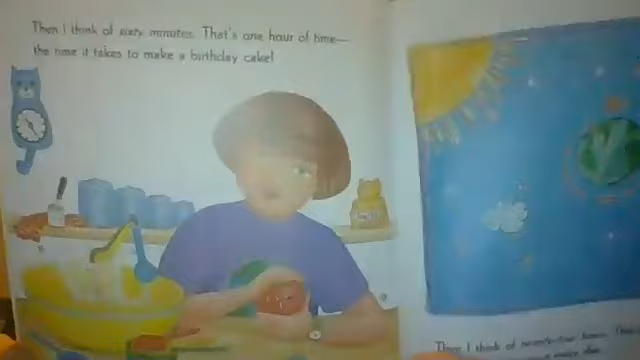 Then I think of sixty minutes. That's one hour of time—
the time it takes to make a birthday cake!
Then I think of twenty-four hours.